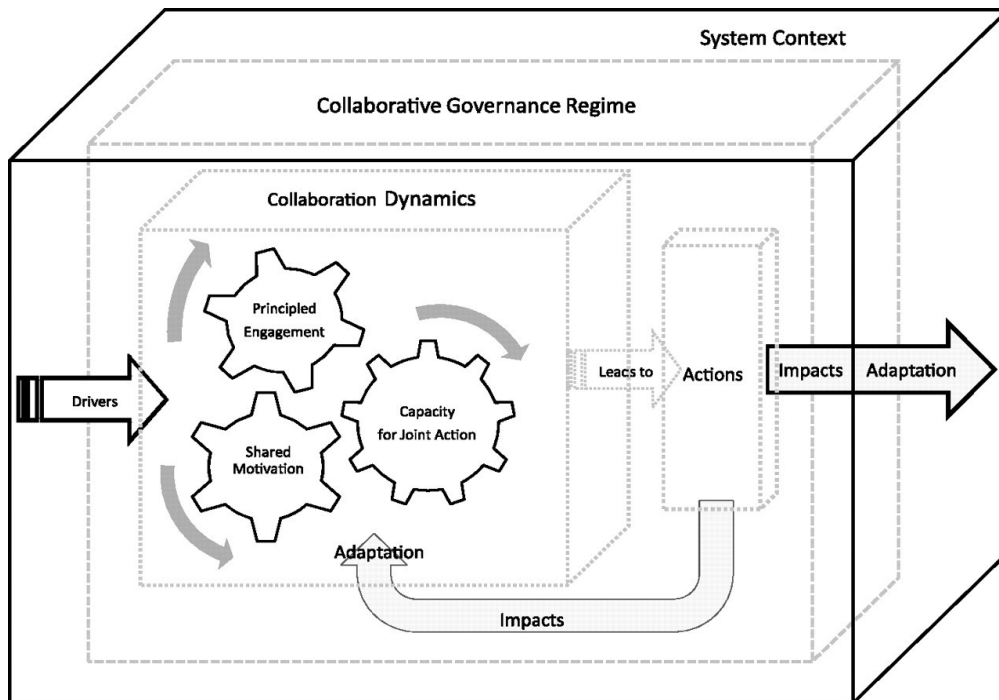 System Context
Collaborative Governance Regime
Collaboration Dynamics
Principled
Engagement
Drivers
Shared
Motivation
Capacity
for Joint Action
Leads to
Actions
Impacts
Adaptation
Adaptation
Impacts